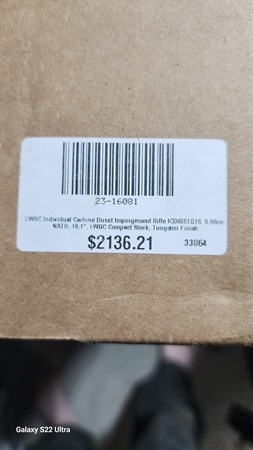 23-16081
LWRC Individual Carbine Direct Impingement Rifle ICDIR5TG16, 5.56mm
NATO, 16.1", LWRC Compact Stock, Tungsten Finish
$2136.21
33864
Galaxy S22 Ultra